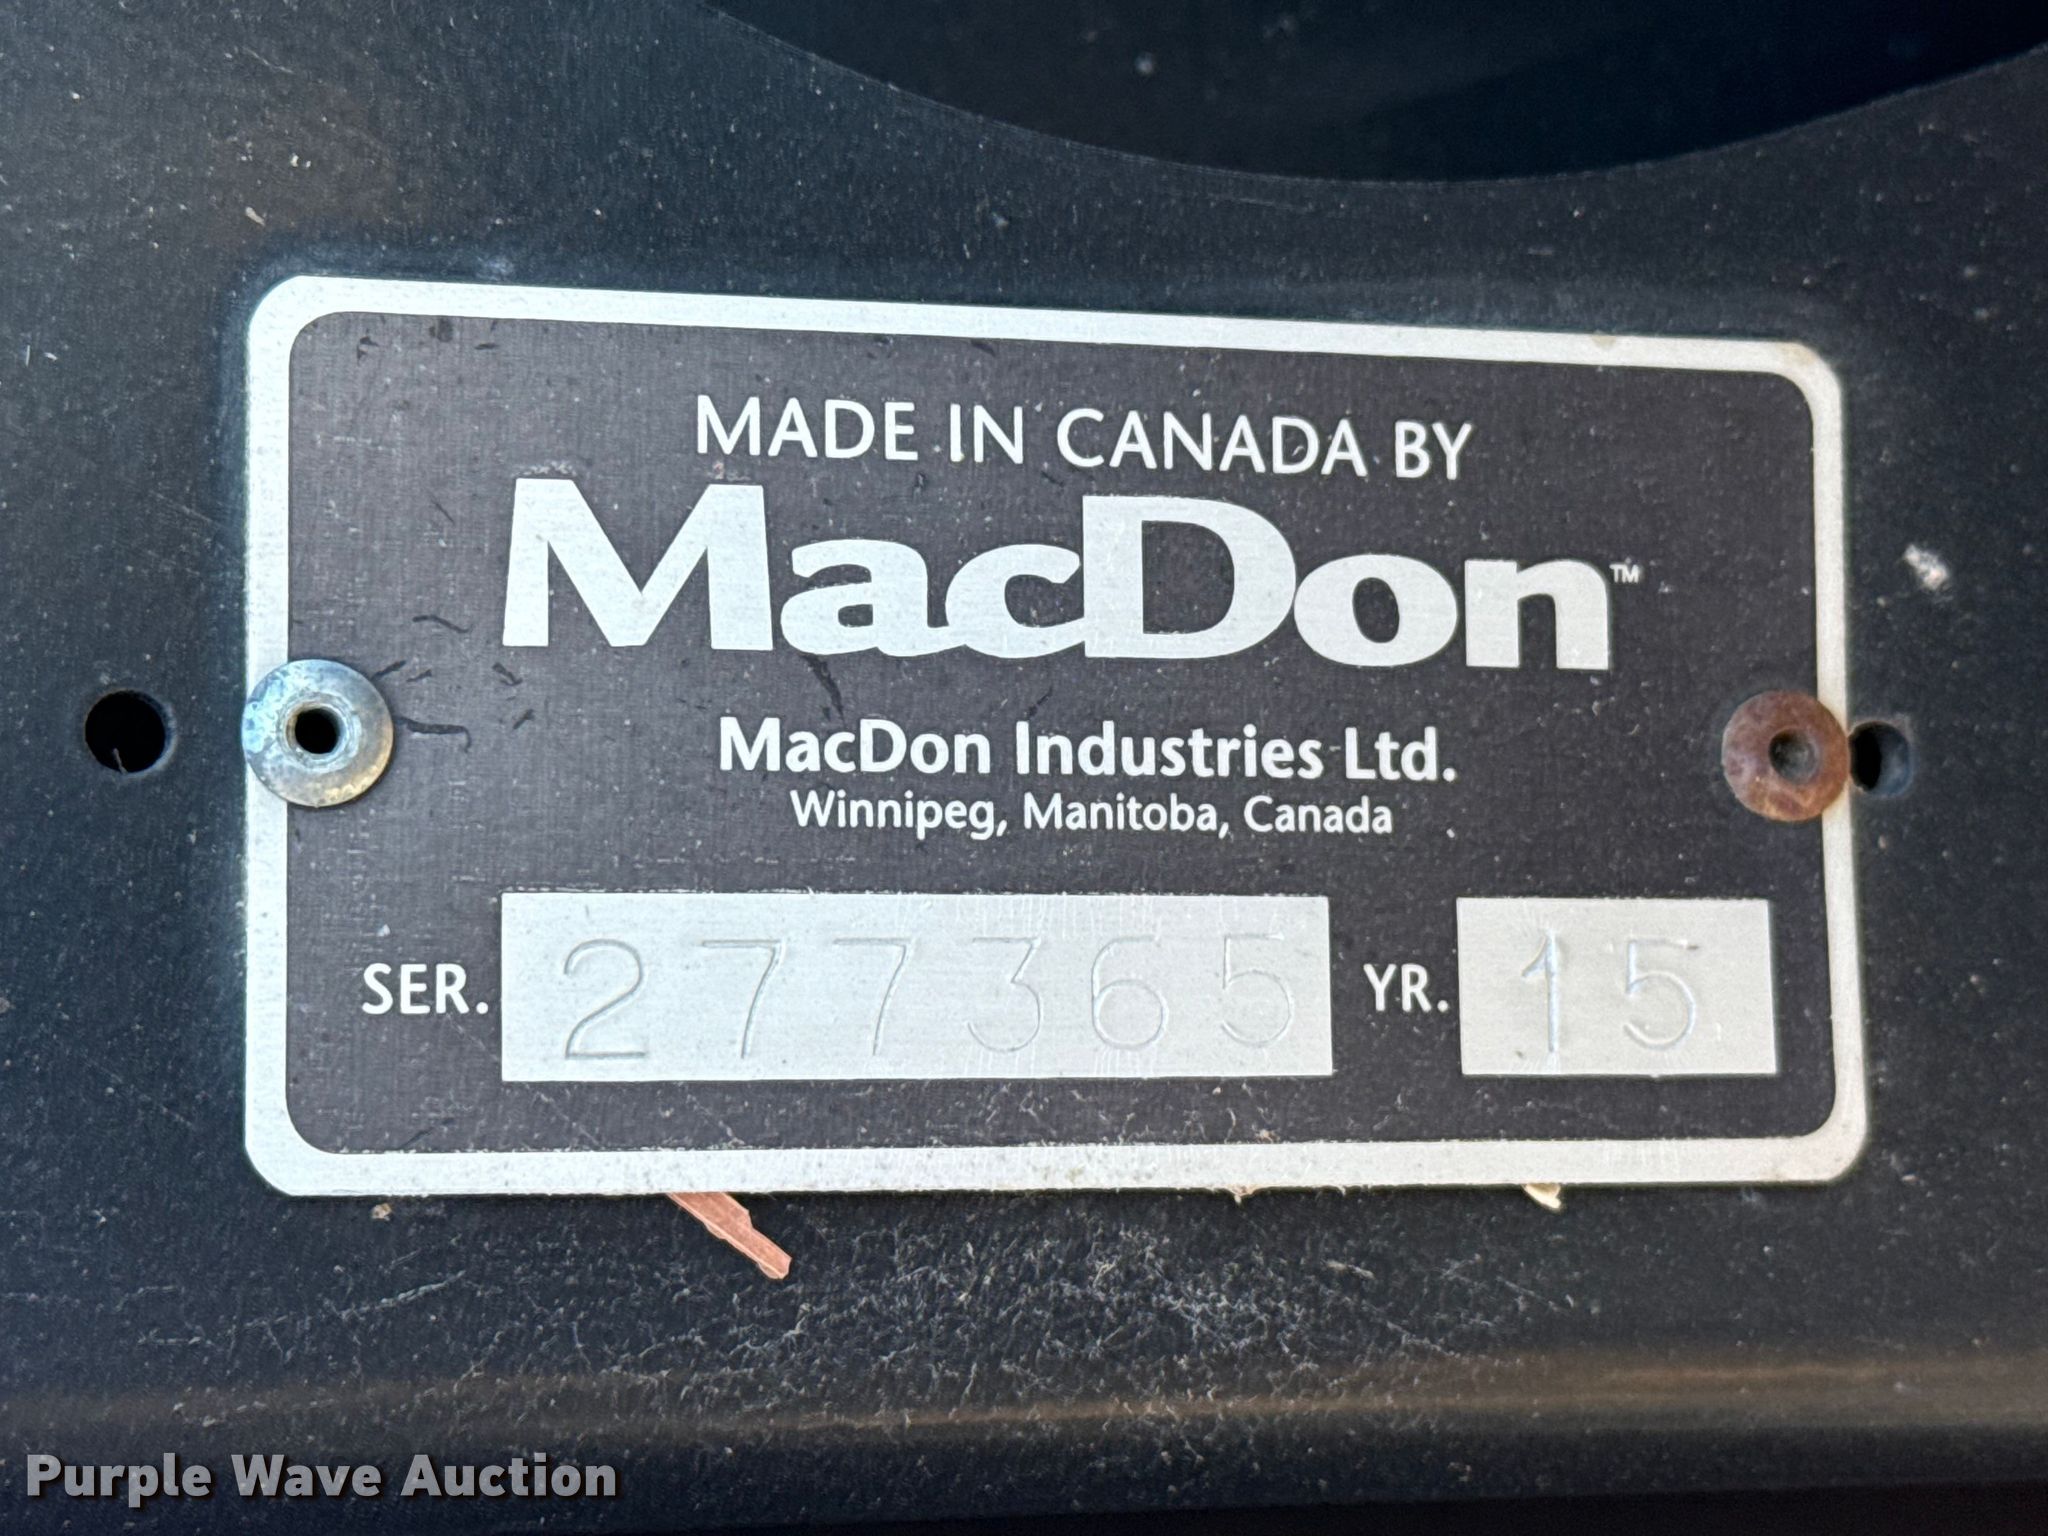 MADE IN CANADA BY
MacDon™
MacDon Industries Ltd.
Winnipeg, Manitoba, Canada
SER. 277365 YR. 15
Purple Wave Auction